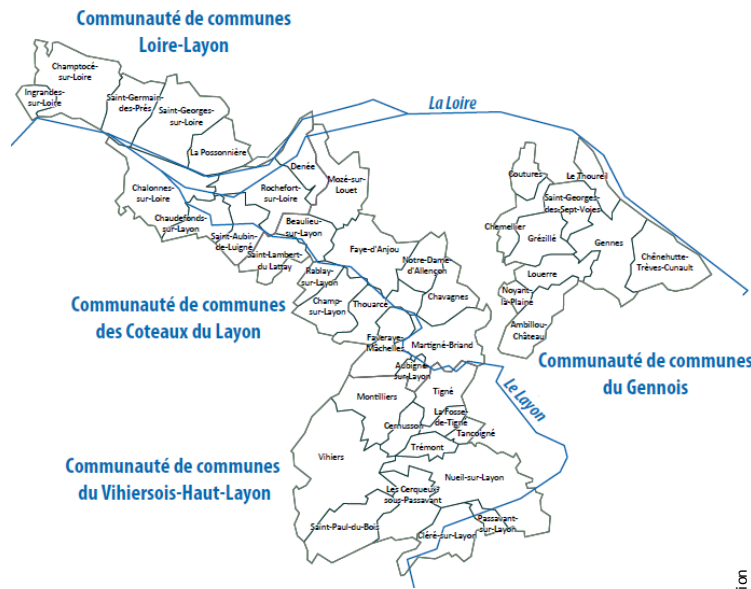 Communauté de communes
Loire-Layon
Champtocé-
sur-Loire
Ingrandes-
sur-Loire
Saint-Germain-
des-Prés
Saint-Georges-
sur-Loire
La Possonnière
La Loire
Denée
Mozé-sur-
Louet
Rochefort-
sur-Loire
Chalonnes-
sur-Loire
Chaudefonds-
sur-Layon
Saint-Aubin-
de-Luigné
Beaulieu-
sur-Layon
Saint-Lambert-
du Lattay
Faye-d'Anjou
Notre-Dame-
d'Allençon
Rablay-
sur-Layon
Champ-
sur-Layon
Thouarcé
Chavagnes
Faveraye-
Machelles
Martigné-Briand
Aubigné-
sur-Layon
Coutures
Le Thoureil
Saint-Georges-
des-Sept-Voies
Chemellier
Grézillé
Gennes
Chênehutte-
Trèves-Cunault
Louerre
Noyant-
la-Plaine
Ambillou-
Château
Communauté de communes
des Coteaux du Layon
Communauté de communes
du Gennois
Le Layon
Montilliers
Tigné
La Fosse-
de-Tigné
Cernusson
Tancoigné
Trémont
Vihiers
Nueil-sur-Layon
Les Cerqueux-
sous-Passavant
Saint-Paul-du-Bois
Cléré-sur-Layon
Passavant-
sur-Layon
Communauté de communes
du Vihiersois-Haut-Layon
ion